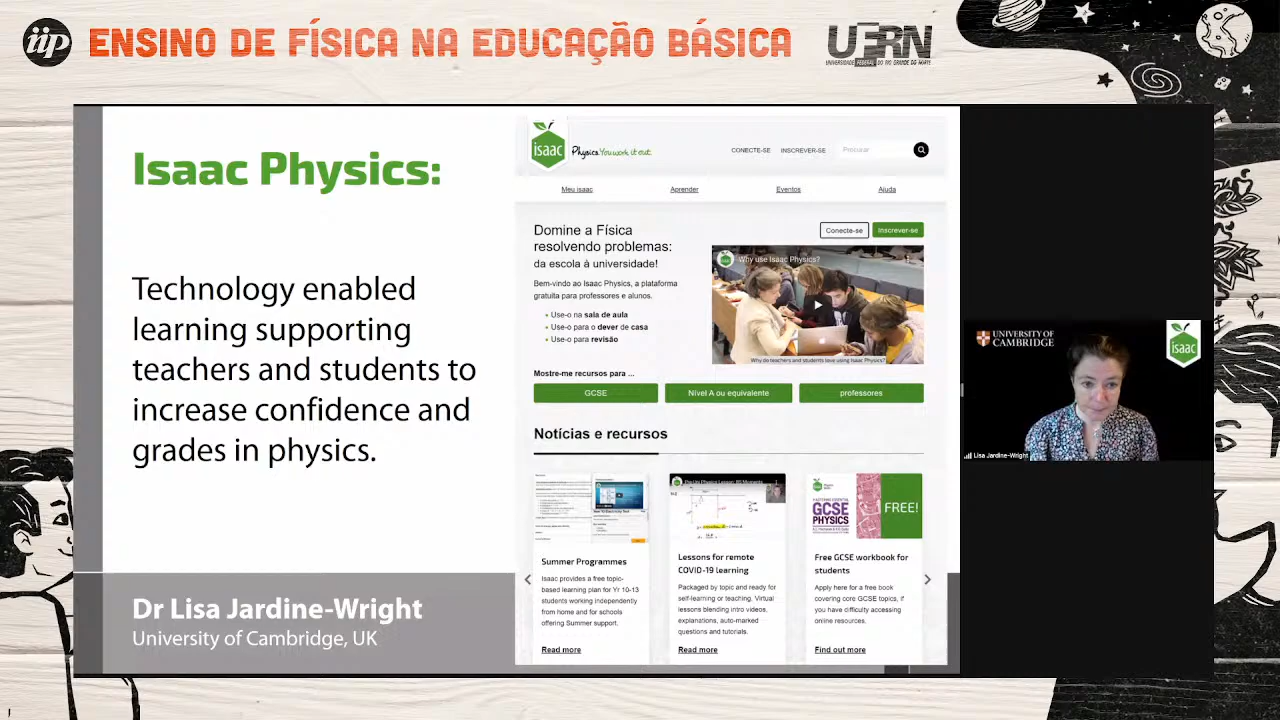 iip
ENSINO DE FÍSICA NA EDUCAÇÃO BÁSICA
UFRN
UNIVERSIDADE FEDERAL DO RIO GRANDE DO NORTE
Isaac Physics:
Technology enabled
learning supporting
teachers and students to
increase confidence and
grades in physics.
Dr Lisa Jardine-Wright
University of Cambridge, UK
isaac
Physics You work it out
CONECTE-SE
INSCREVER-SE
Procurar
Meu isaac
Aprender
Eventos
Ajuda
Domine a Física
resolvendo problemas:
da escola à universidade!
Bem-vindo ao Isaac Physics, a plataforma
gratuita para professores e alunos.
Use-o na sala de aula
Use-o para o dever de casa
Use-o para revisão
Conecte-se
Inscrever-se
Why use Isaac Physics?
Why do teachers and students love using Isaac Physics?
Mostre-me recursos para ...
GCSE
Nível A ou equivalente
professores
Notícias e recursos
Summer Programmes
Isaac provides a free topic-
based learning plan for Yr 10-13
students working independently
from home and for schools
offering Summer support.
Read more
Lessons for remote
COVID-19 learning
Packaged by topic and ready for
self-learning or teaching. Virtual
lessons blending intro videos,
explanations, auto-marked
questions and tutorials.
Read more
GCSE
PHYSICS
FREE!
Free GCSE workbook for
students
Apply here for a free book
covering core GCSE topics, if
you have difficulty accessing
online resources.
Find out more
UNIVERSITY OF
CAMBRIDGE
isaac
Lisa Jardine-Wright